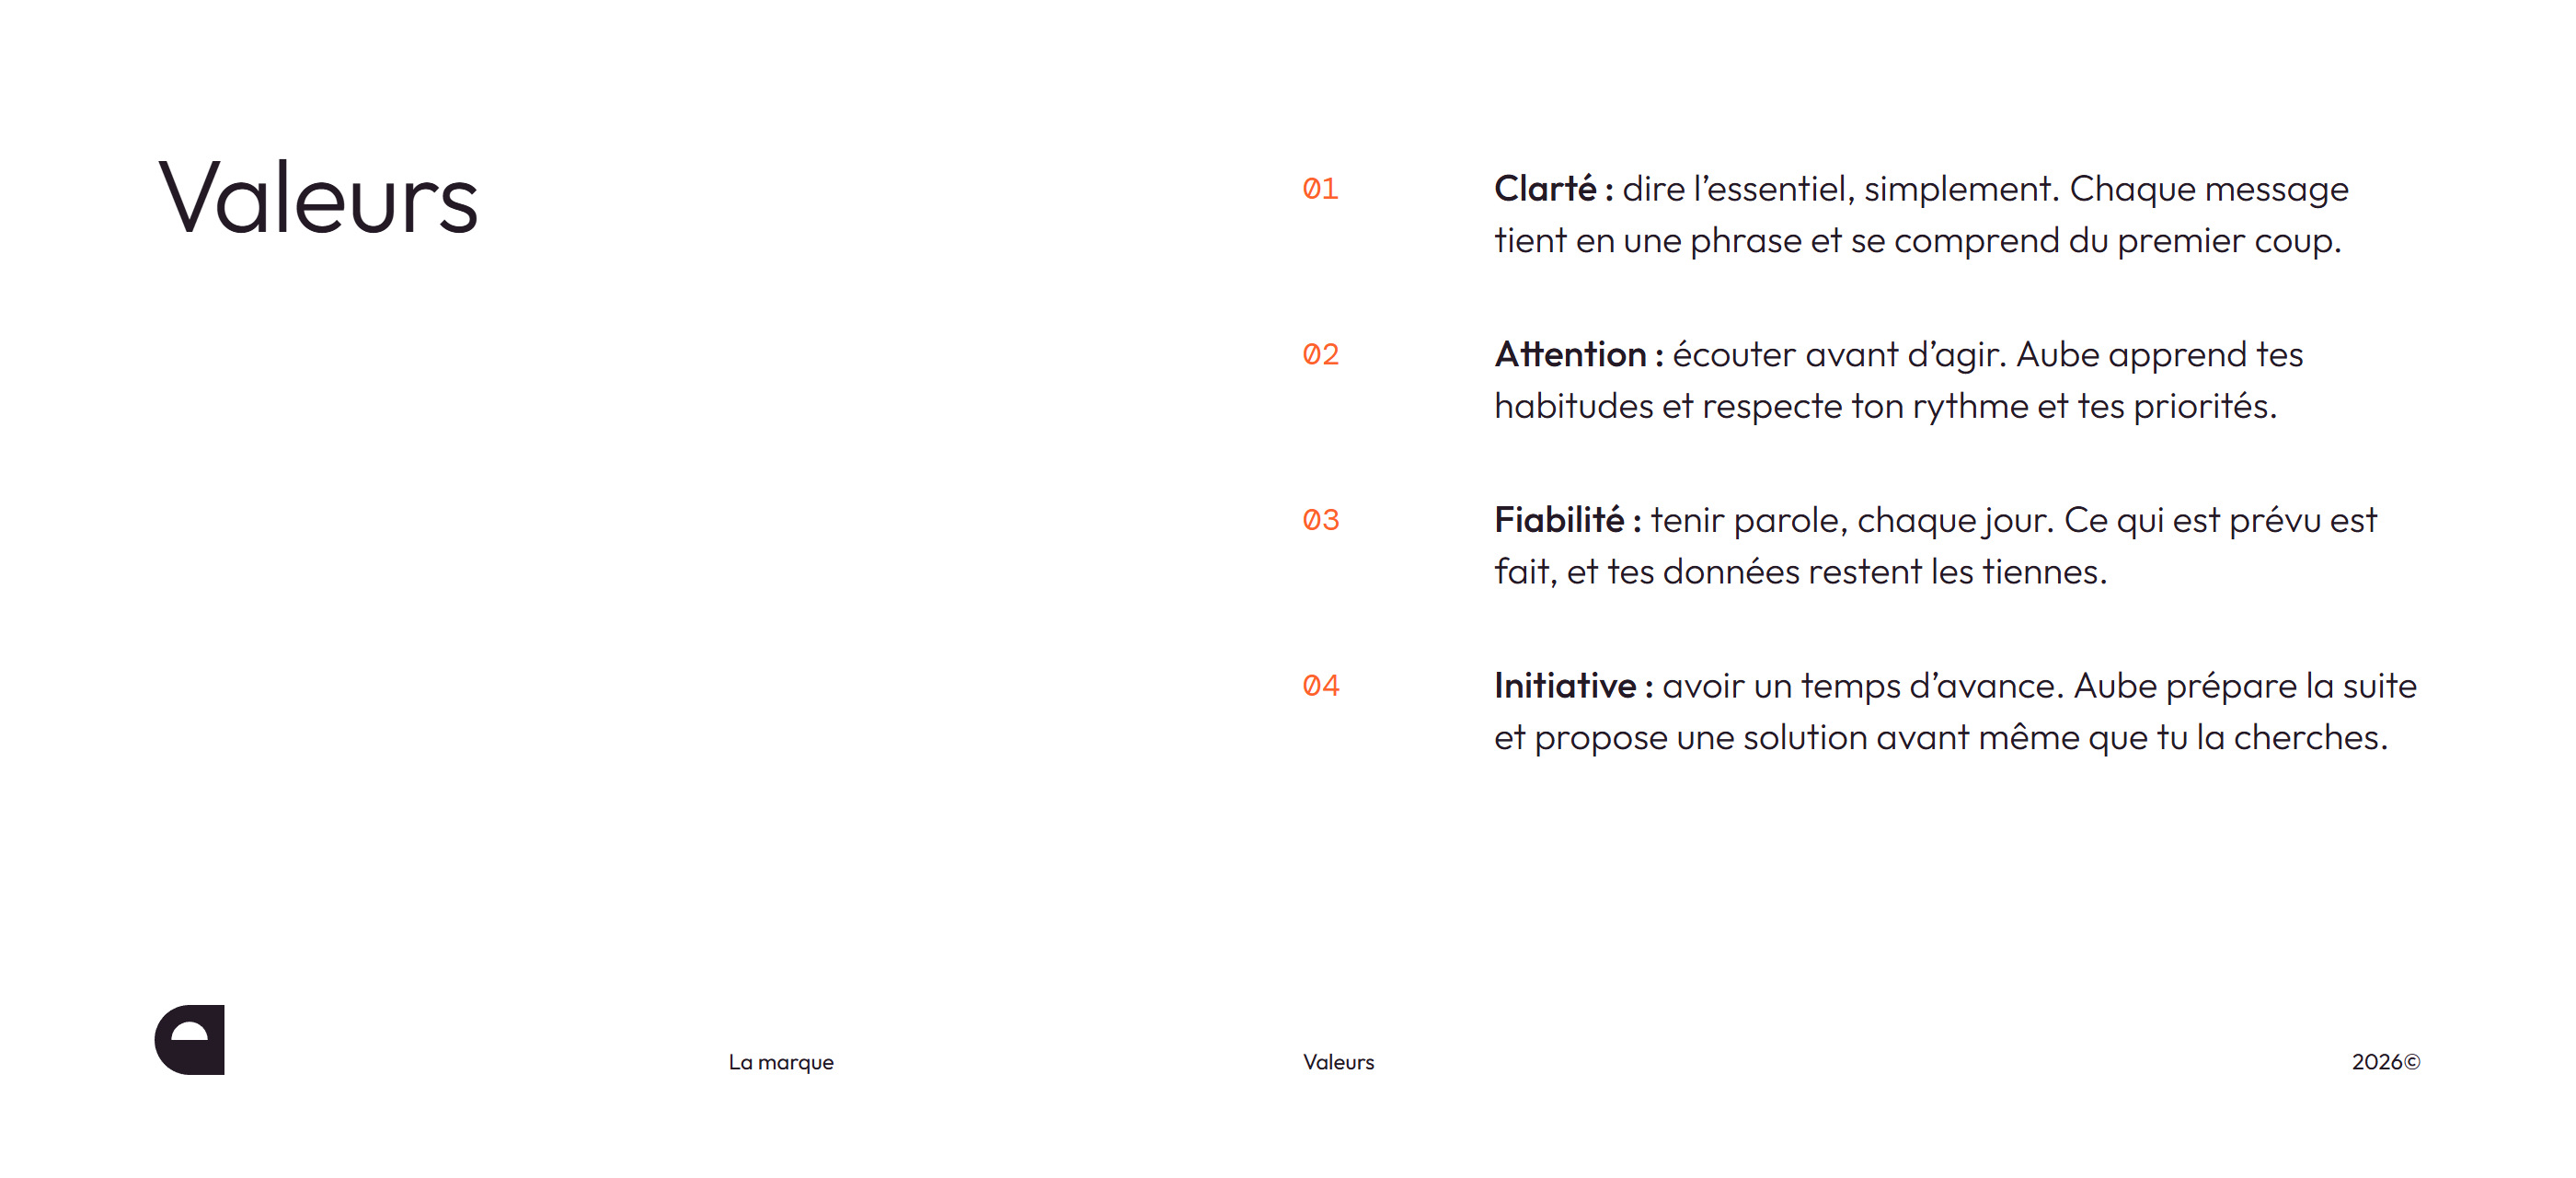 Valeurs
01
Clarté : dire l’essentiel, simplement. Chaque message
tient en une phrase et se comprend du premier coup.
02
Attention : écouter avant d’agir. Aube apprend tes
habitudes et respecte ton rythme et tes priorités.
03
Fiabilité : tenir parole, chaque jour. Ce qui est prévu est
fait, et tes données restent les tiennes.
04
Initiative : avoir un temps d’avance. Aube prépare la suite
et propose une solution avant même que tu la cherches.
La marque
Valeurs
2026©